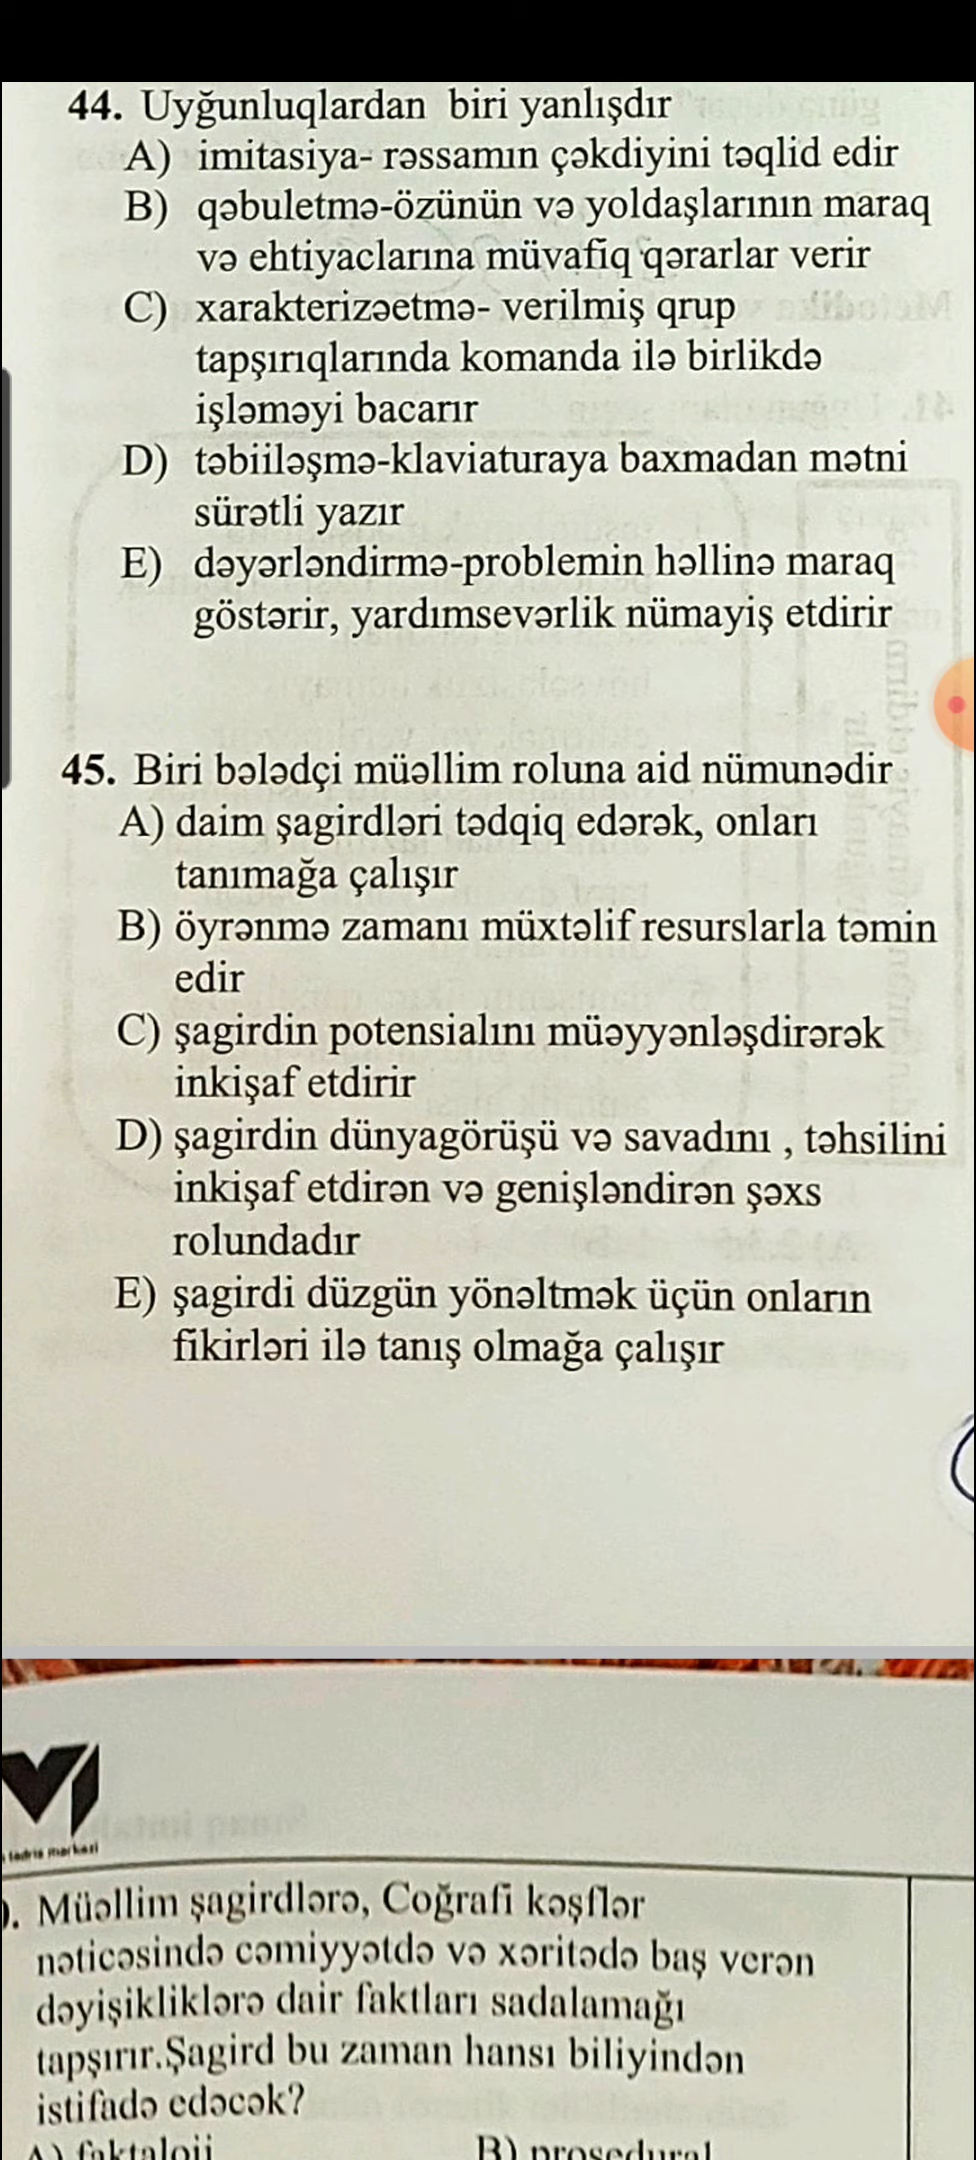 44. Uyğunluqlardan biri yanlışdır
A) imitasiya- rəssamın çəkdiyini təqlid edir
B) qəbuletmə-özünün və yoldaşlarının maraq
və ehtiyaclarına müvafiq qərarlar verir
C) xarakterizəetmə- verilmiş qrup
tapşırıqlarında komanda ilə birlikdə
işləməyi bacarır
D) təbiiləşmə-klaviaturaya baxmadan mətni
sürətli yazır
E) dəyərləndirmə-problemin həllinə maraq
göstərir, yardımsevərlik nümayiş etdirir
45. Biri bələdçi müəllim roluna aid nümunədir
A) daim şagirdləri tədqiq edərək, onları
tanımağa çalışır
B) öyrənmə zamanı müxtəlif resurslarla təmin
edir
C) şagirdin potensialını müəyyənləşdirərək
inkişaf etdirir
D) şagirdin dünyagörüşü və savadını , təhsilini
inkişaf etdirən və genişləndirən şəxs
rolundadır
E) şagirdi düzgün yönəltmək üçün onların
fikirləri ilə tanış olmağa çalışır
tədris mərkəzi
. Müəllim şagirdlərə, Coğrafi kəşflər
nəticəsində cəmiyyətdə və xəritədə baş verən
dəyişikliklərə dair faktları sadalamağı
tapşırır.Şagird bu zaman hansı biliyindən
istifadə edəcək?
A) faktaloji B) prosedural